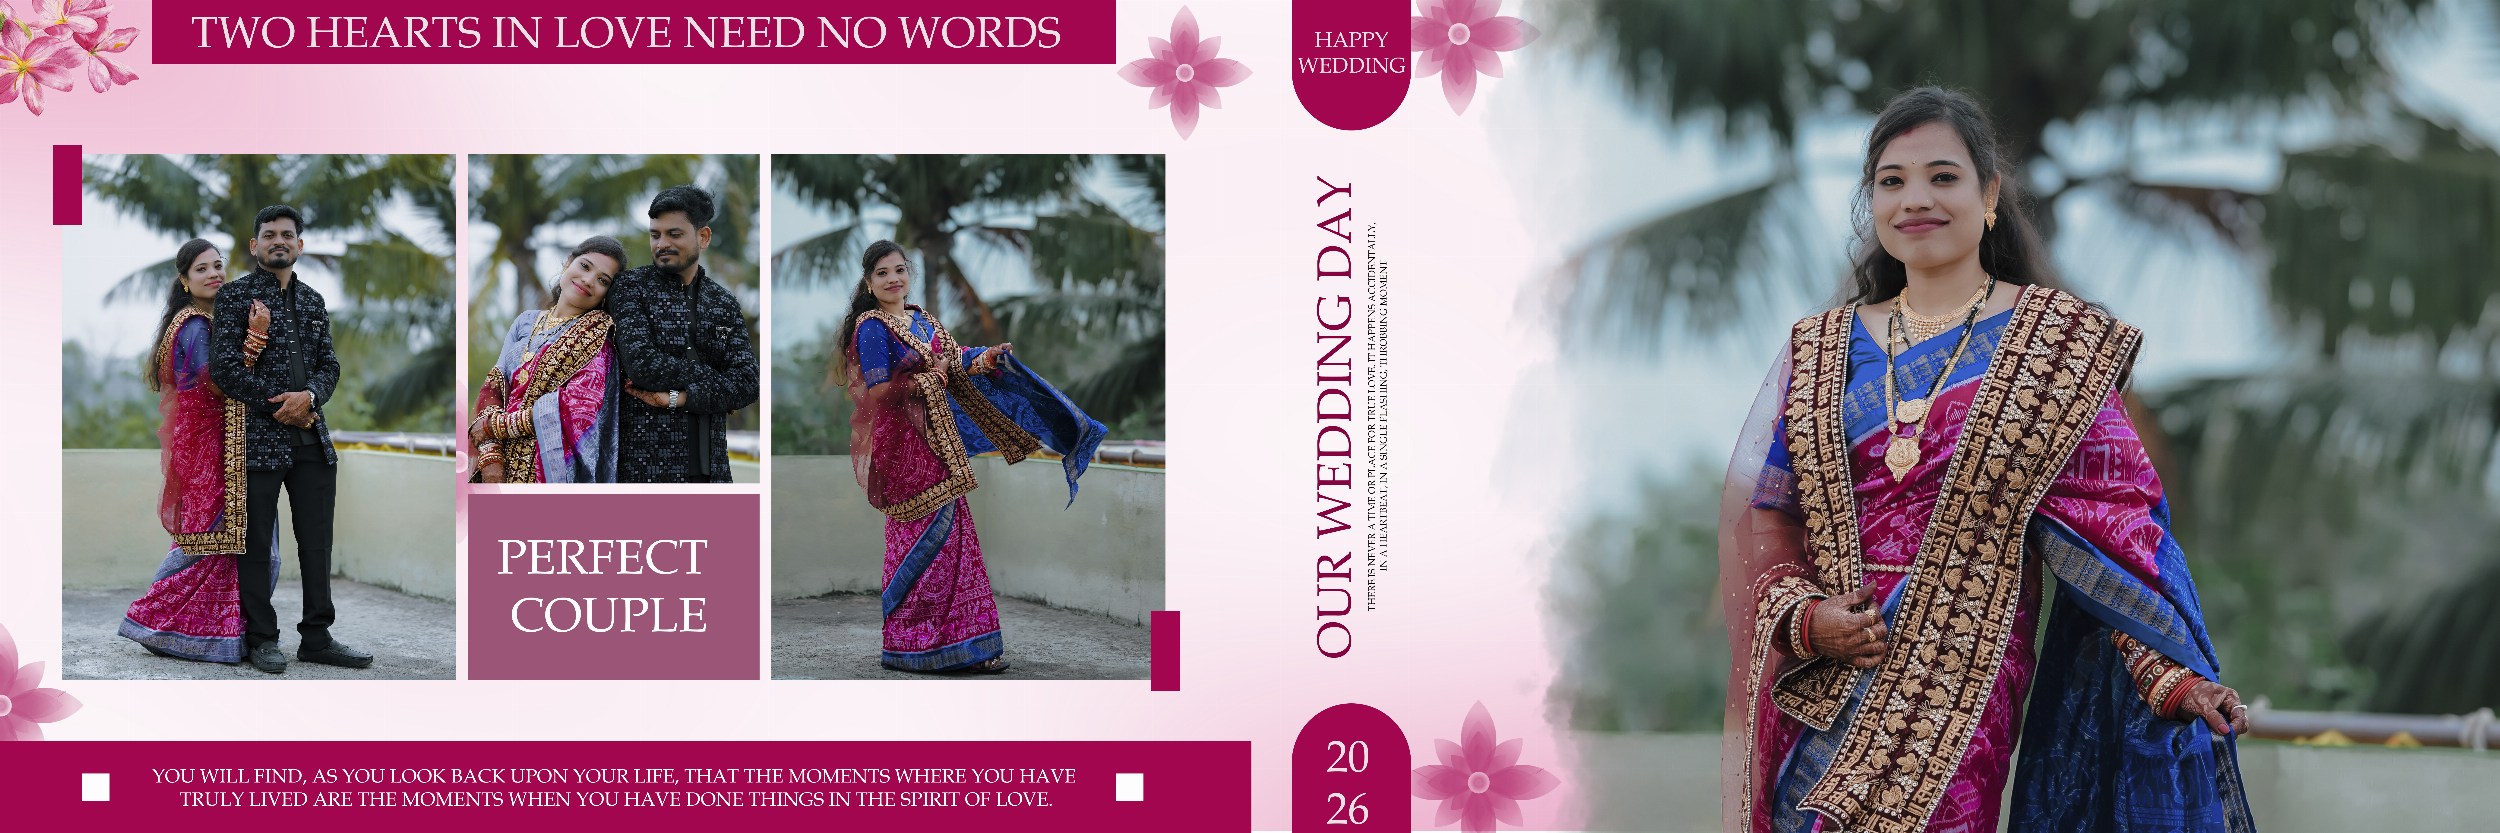 TWO HEARTS IN LOVE NEED NO WORDS
PERFECT
COUPLE
YOU WILL FIND, AS YOU LOOK BACK UPON YOUR LIFE, THAT THE MOMENTS WHERE YOU HAVE
TRULY LIVED ARE THE MOMENTS WHEN YOU HAVE DONE THINGS IN THE SPIRIT OF LOVE.
HAPPY
WEDDING
OUR WEDDING DAY
THERE IS NEVER A TIME OR PLACE FOR TRUE LOVE. IT HAPPENS ACCIDENTALLY,
IN A HEARTBEAT, IN A SINGLE FLASHING, THROBBING MOMENT
20
26